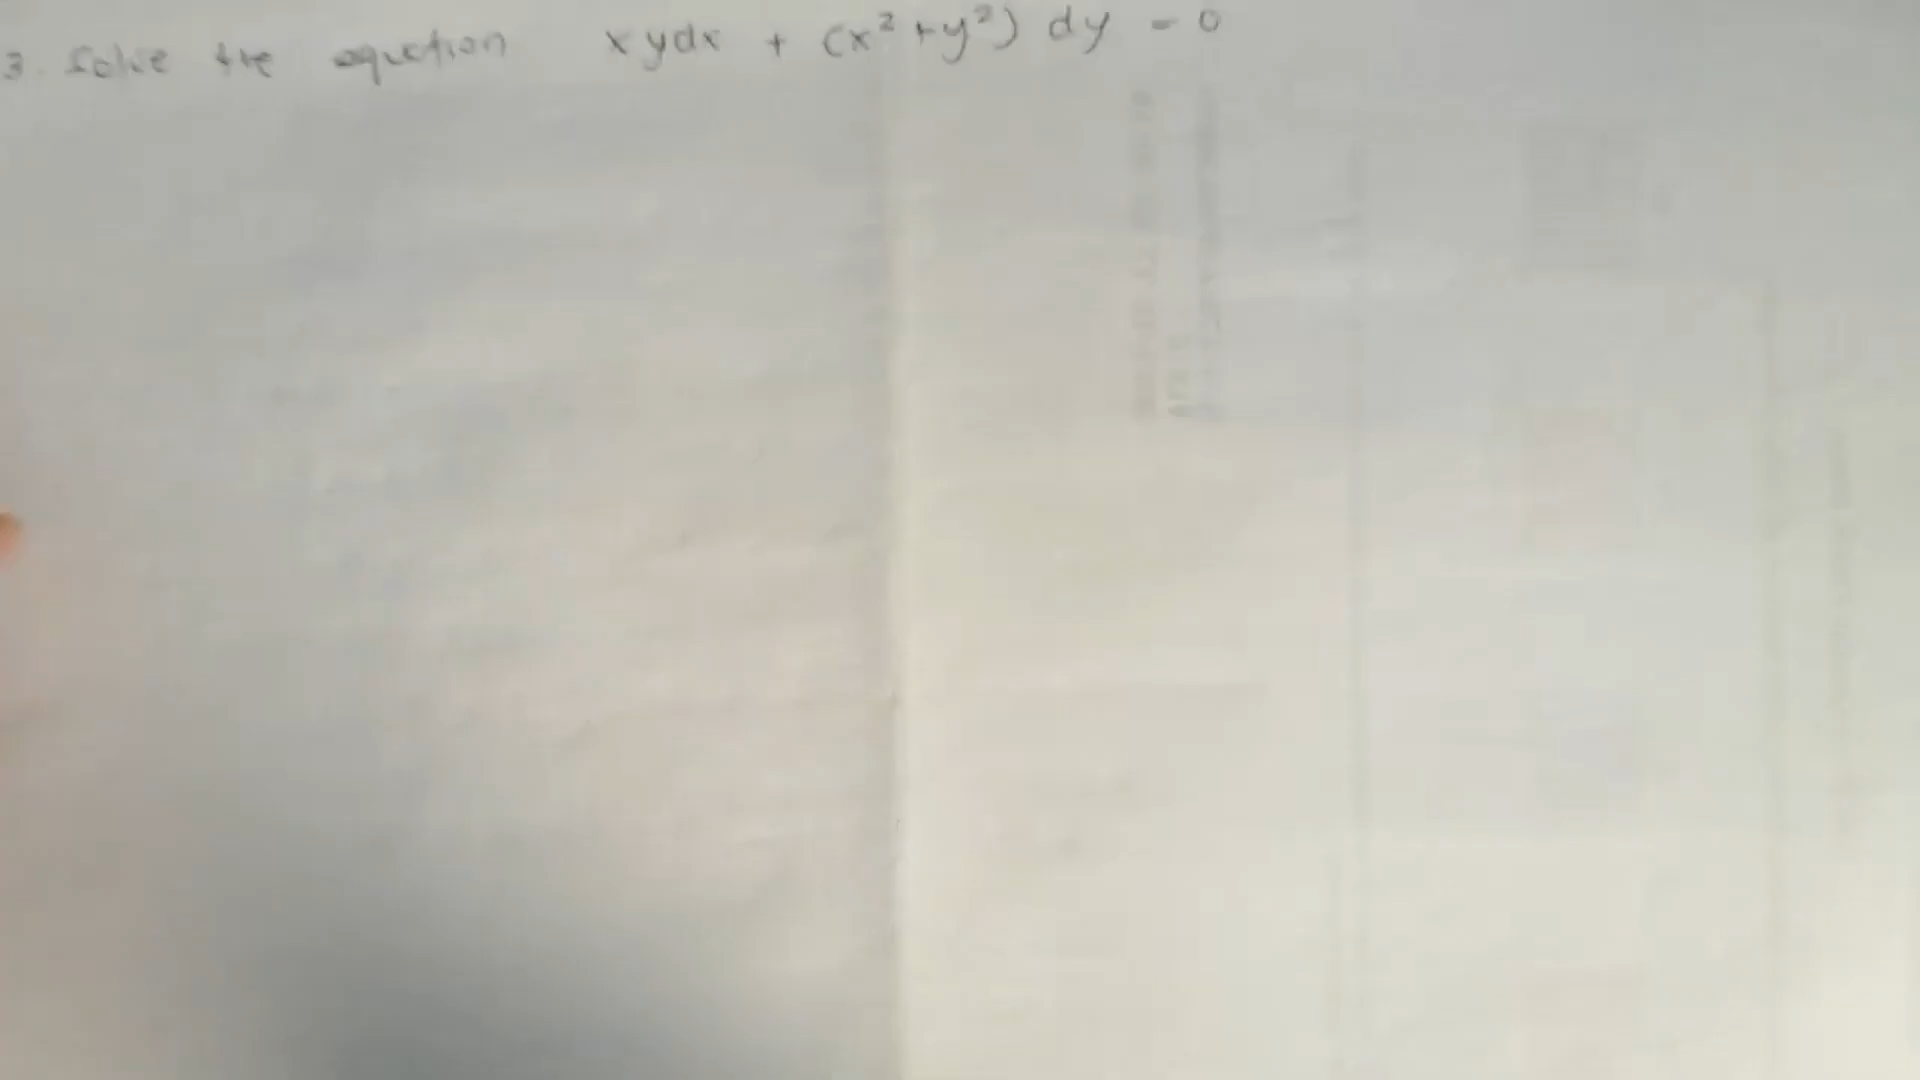 3. Solve the equation xydx + (x² + y²) dy = 0